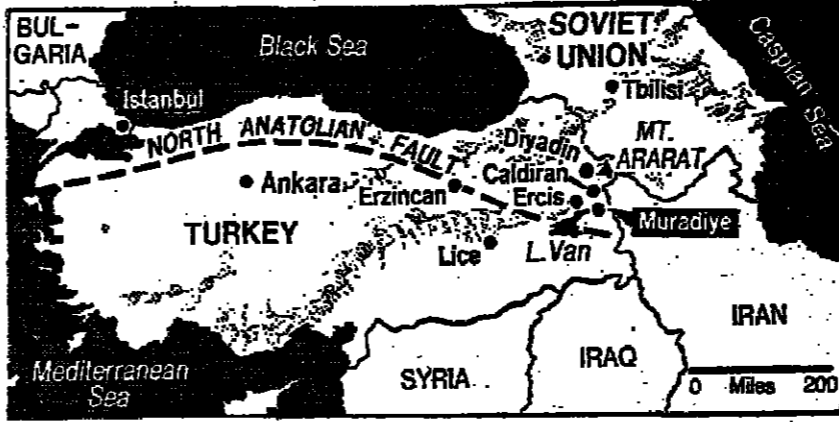 BUL-
GARIA
Black Sea
SOVIET
UNION
Caspian Sea
Istanbul
Tbilisi
NORTH ANATOLIAN FAULT
Diyadin
MT.
ARARAT
Caldiran
Ankara
Erzincan
Ercis
Muradiye
TURKEY
Lice
L.Van
IRAN
Mediterranean
Sea
SYRIA
IRAQ
0 Miles 200